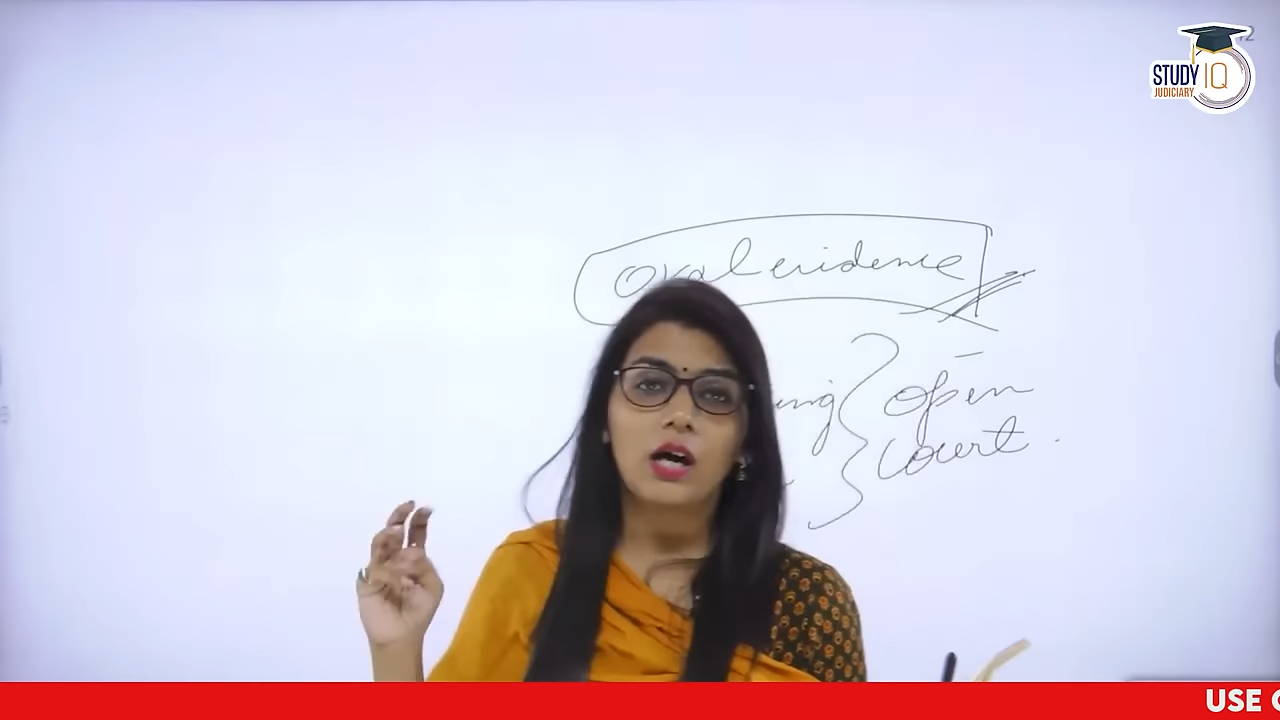 STUDY IQ
JUDICIARY
oral evidence
open
court.
USE